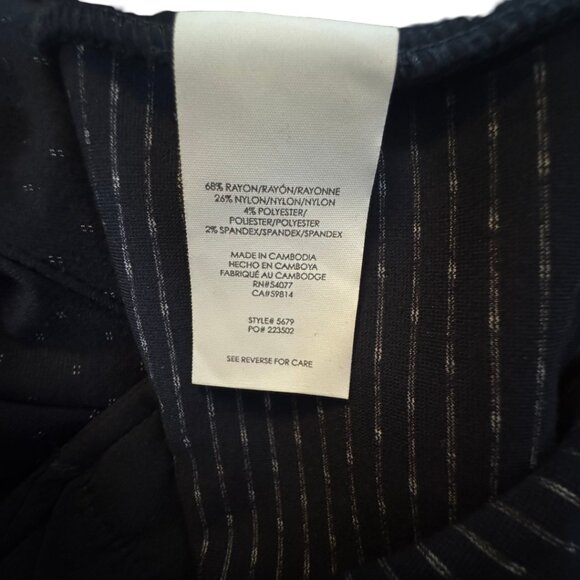 68% RAYON/RAYÓN/RAYONNE
26% NYLON/NYLON/NYLON
4% POLYESTER/
POLIESTER/POLYESTER
2% SPANDEX/SPANDEX/SPANDEX
MADE IN CAMBODIA
HECHO EN CAMBOYA
FABRIQUÉ AU CAMBODGE
RN#54077
CA#59814
STYLE# 5679
PO# 223502
SEE REVERSE FOR CARE